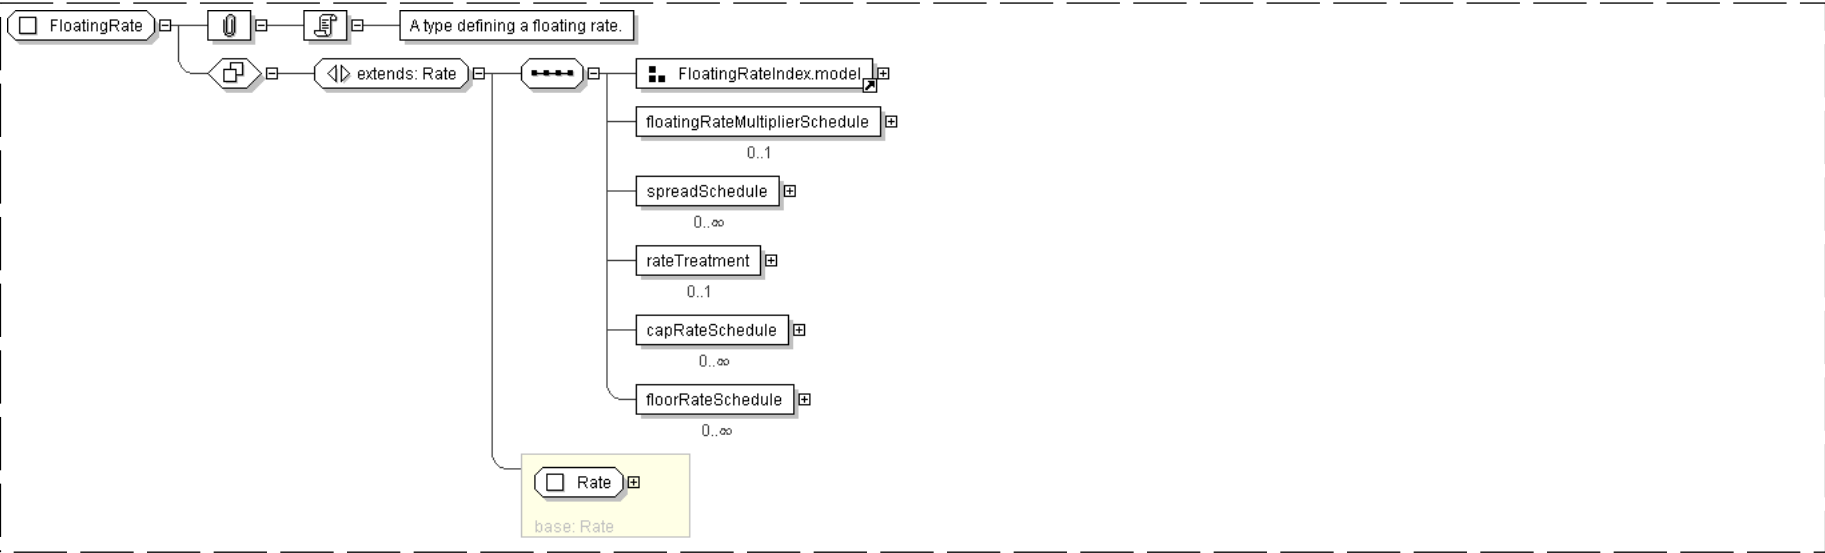 FloatingRate
A type defining a floating rate.
extends: Rate
FloatingRateIndex.model
floatingRateMultiplierSchedule
0..1
spreadSchedule
0..∞
rateTreatment
0..1
capRateSchedule
0..∞
floorRateSchedule
0..∞
Rate
base: Rate